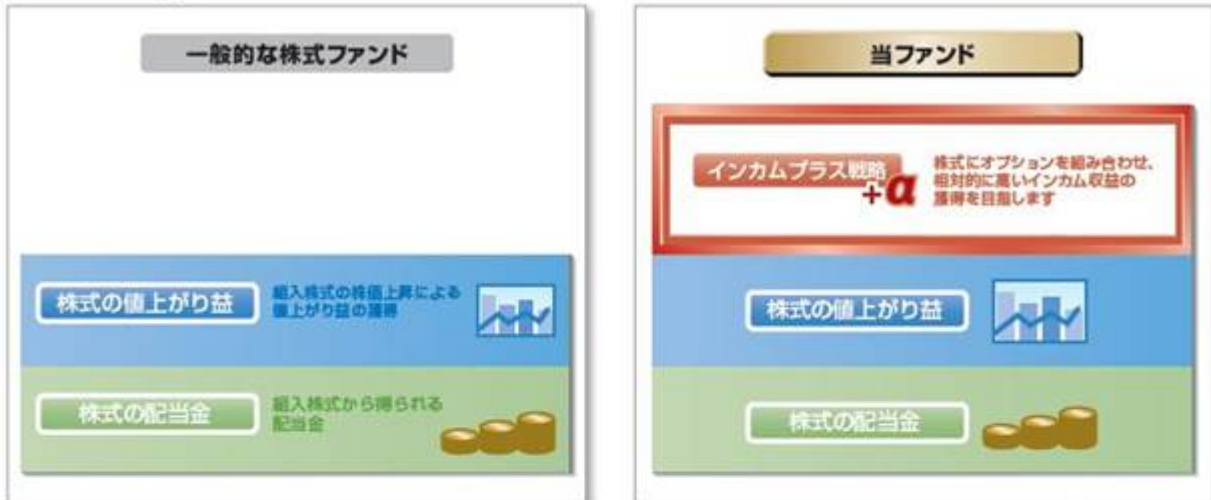 一般的な株式ファンド
株式の値上がり益
組入株式の株価上昇による
値上がり益の獲得
株式の配当金
組入株式から得られる
配当金
当ファンド
インカムプラス戦略
+α
株式にオプションを組み合わせ、
相対的に高いインカム収益の
獲得を目指します
株式の値上がり益
株式の配当金